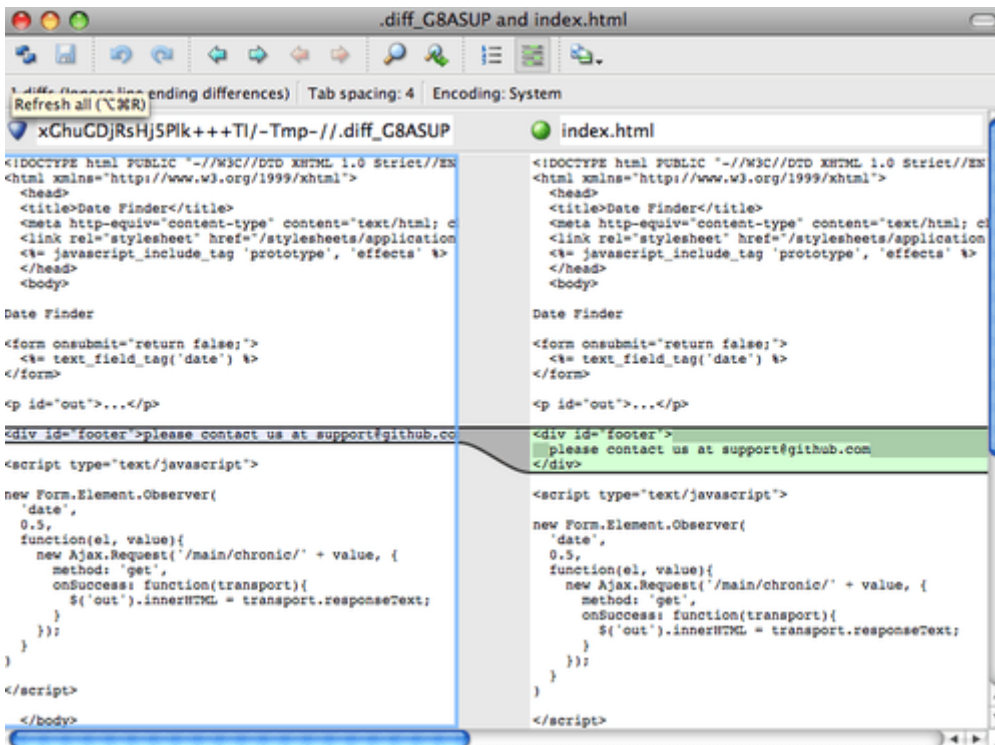 .diff_G8ASUP and index.html
1 diffs (Ignore line ending differences) Tab spacing: 4 Encoding: System
Refresh all (⌥⌘R)
xGhuGDjRsHj5Plk+++TI/-Tmp-//.diff_G8ASUP
<!DOCTYPE html PUBLIC "-//W3C//DTD XHTML 1.0 Strict//EN
<html xmlns="http://www.w3.org/1999/xhtml">
<head>
<title>Date Finder</title>
<meta http-equiv="content-type" content="text/html; c
<link rel="stylesheet" href="/stylesheets/application
<%= javascript_include_tag 'prototype', 'effects' %>
</head>
<body>
Date Finder
<form onsubmit="return false;">
<%= text_field_tag('date') %>
</form>
<p id="out">...</p>
<div id="footer">please contact us at support@github.co
<script type="text/javascript">
new Form.Element.Observer(
'date',
0.5,
function(el, value){
new Ajax.Request('/main/chronic/' + value, {
method: 'get',
onSuccess: function(transport){
$('out').innerHTML = transport.responseText;
}
});
}
)
</script>
</body>
index.html
<!DOCTYPE html PUBLIC "-//W3C//DTD XHTML 1.0 Strict//EN
<html xmlns="http://www.w3.org/1999/xhtml">
<head>
<title>Date Finder</title>
<meta http-equiv="content-type" content="text/html; c
<link rel="stylesheet" href="/stylesheets/application
<%= javascript_include_tag 'prototype', 'effects' %>
</head>
<body>
Date Finder
<form onsubmit="return false;">
<%= text_field_tag('date') %>
</form>
<p id="out">...</p>
<div id="footer">
please contact us at support@github.com
</div>
<script type="text/javascript">
new Form.Element.Observer(
'date',
0.5,
function(el, value){
new Ajax.Request('/main/chronic/' + value, {
method: 'get',
onSuccess: function(transport){
$('out').innerHTML = transport.responseText;
}
});
}
)
</script>